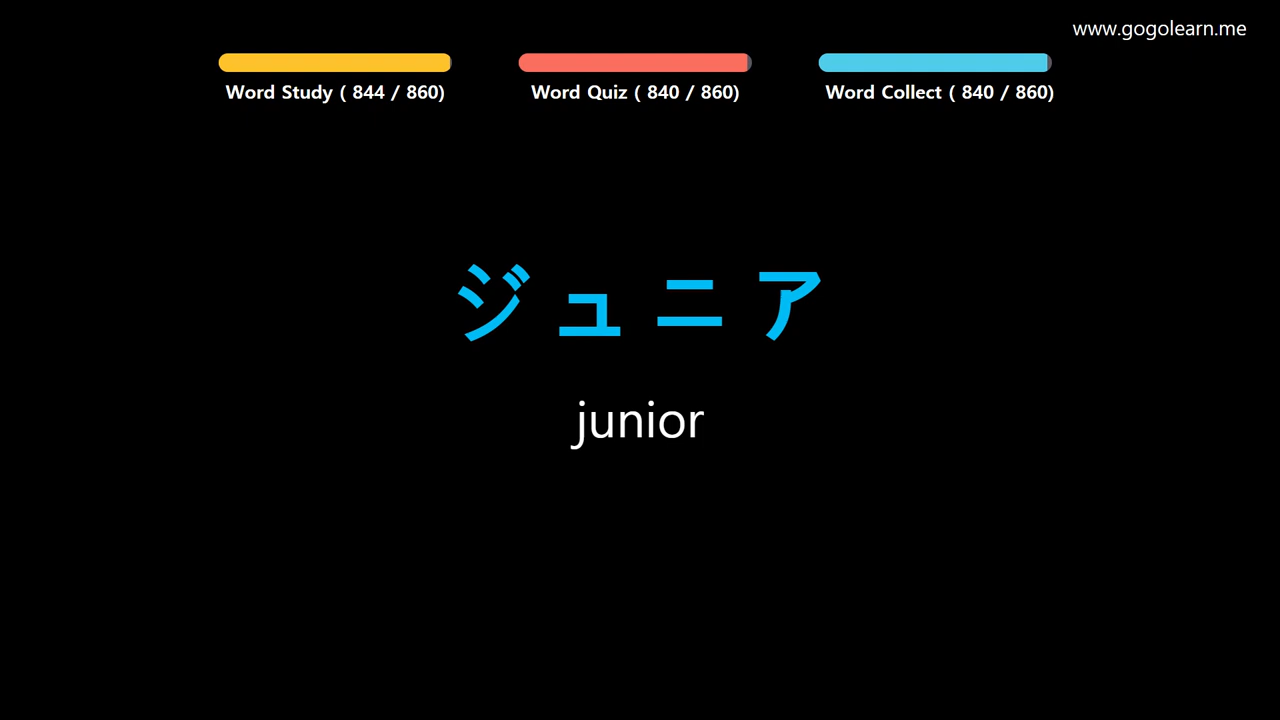 www.gogolearn.me
Word Study ( 844 / 860)
Word Quiz ( 840 / 860)
Word Collect ( 840 / 860)
ジュニア
junior